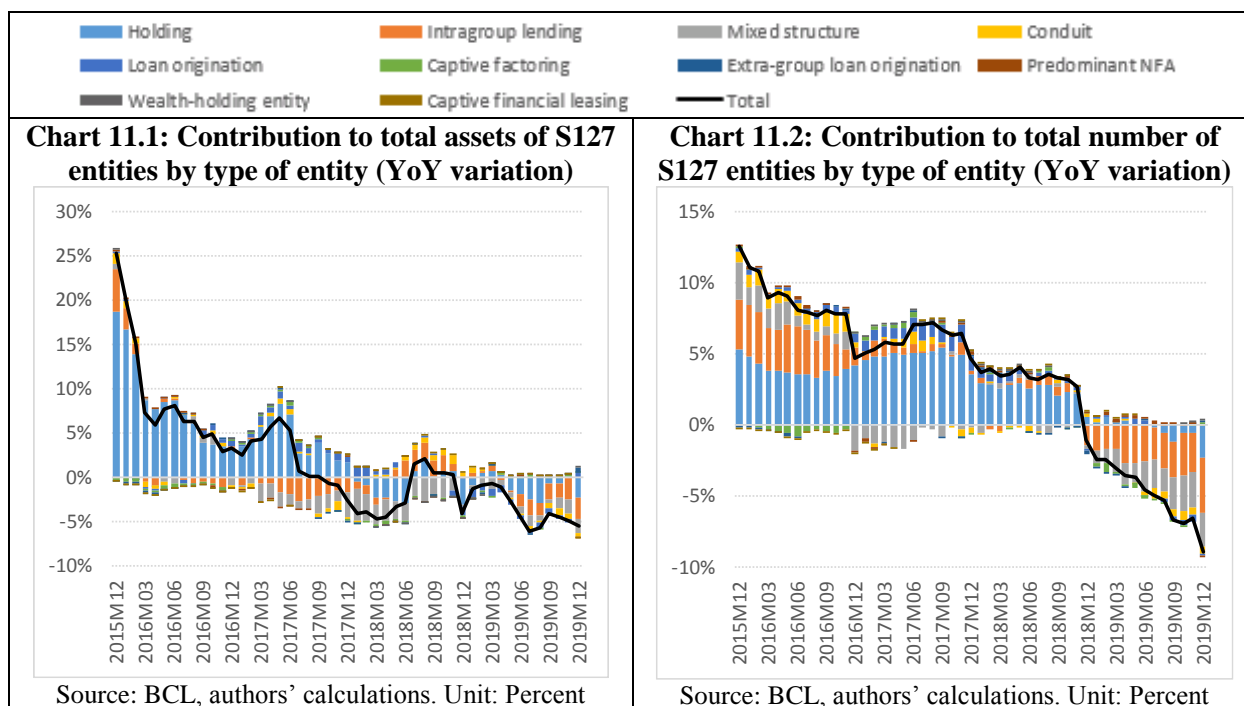 Holding Intragroup lending Mixed structure Conduit
Loan origination Captive factoring Extra-group loan origination Predominant NFA
Wealth-holding entity Captive financial leasing Total
Chart 11.1: Contribution to total assets of S127
entities by type of entity (YoY variation)
30%
25%
20%
15%
10%
5%
0%
-5%
-10%
2015M12
2016M03
2016M06
2016M09
2016M12
2017M03
2017M06
2017M09
2017M12
2018M03
2018M06
2018M09
2018M12
2019M03
2019M06
2019M09
2019M12
Source: BCL, authors’ calculations. Unit: Percent
Chart 11.2: Contribution to total number of
S127 entities by type of entity (YoY variation)
15%
10%
5%
0%
-5%
-10%
2015M12
2016M03
2016M06
2016M09
2016M12
2017M03
2017M06
2017M09
2017M12
2018M03
2018M06
2018M09
2018M12
2019M03
2019M06
2019M09
2019M12
Source: BCL, authors’ calculations. Unit: Percent